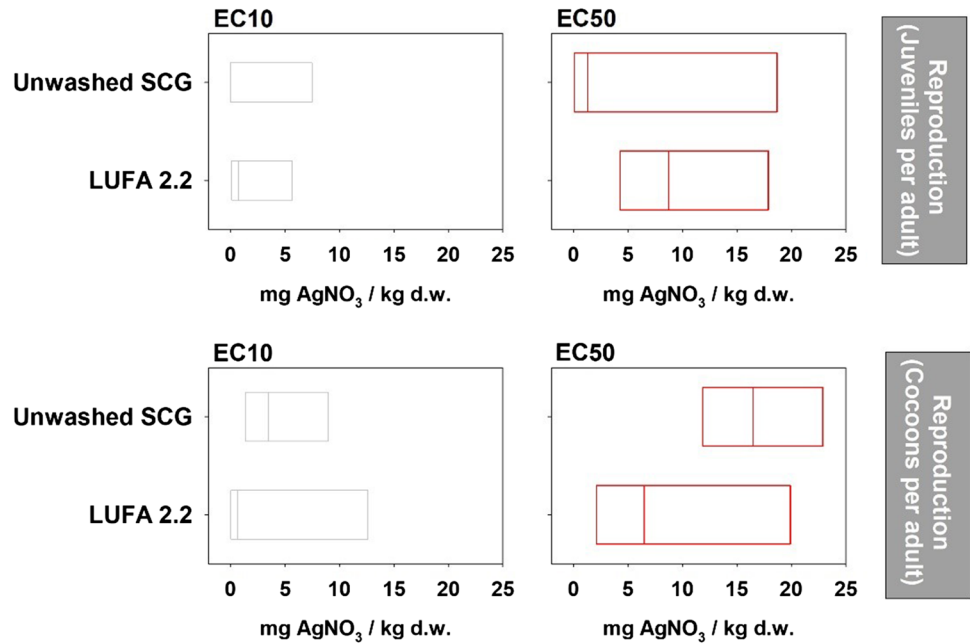 EC10
EC50
Unwashed SCG
LUFA 2.2
0 5 10 15 20 25
0 5 10 15 20 25
mg AgNO₃ / kg d.w.
mg AgNO₃ / kg d.w.
Reproduction
(Juveniles per adult)
EC10
EC50
Unwashed SCG
LUFA 2.2
0 5 10 15 20 25
0 5 10 15 20 25
mg AgNO₃ / kg d.w.
mg AgNO₃ / kg d.w.
Reproduction
(Cocoons per adult)